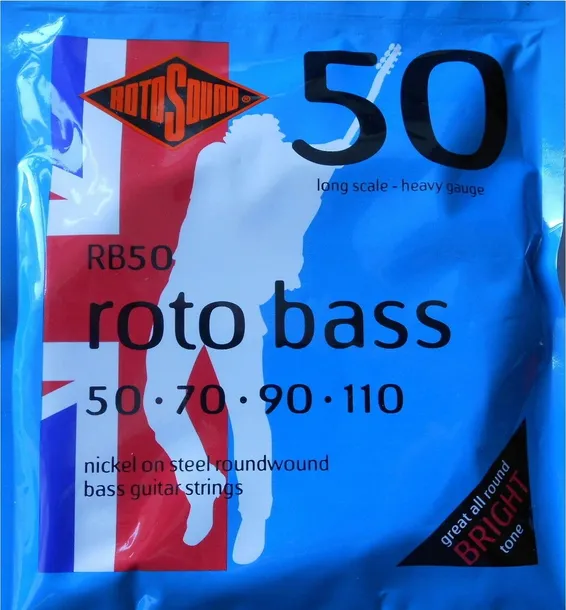 ROTOSOUND®
50
long scale - heavy gauge
RB50
roto bass
50 • 70 • 90 • 110
nickel on steel roundwound
bass guitar strings
great all round
BRIGHT
tone